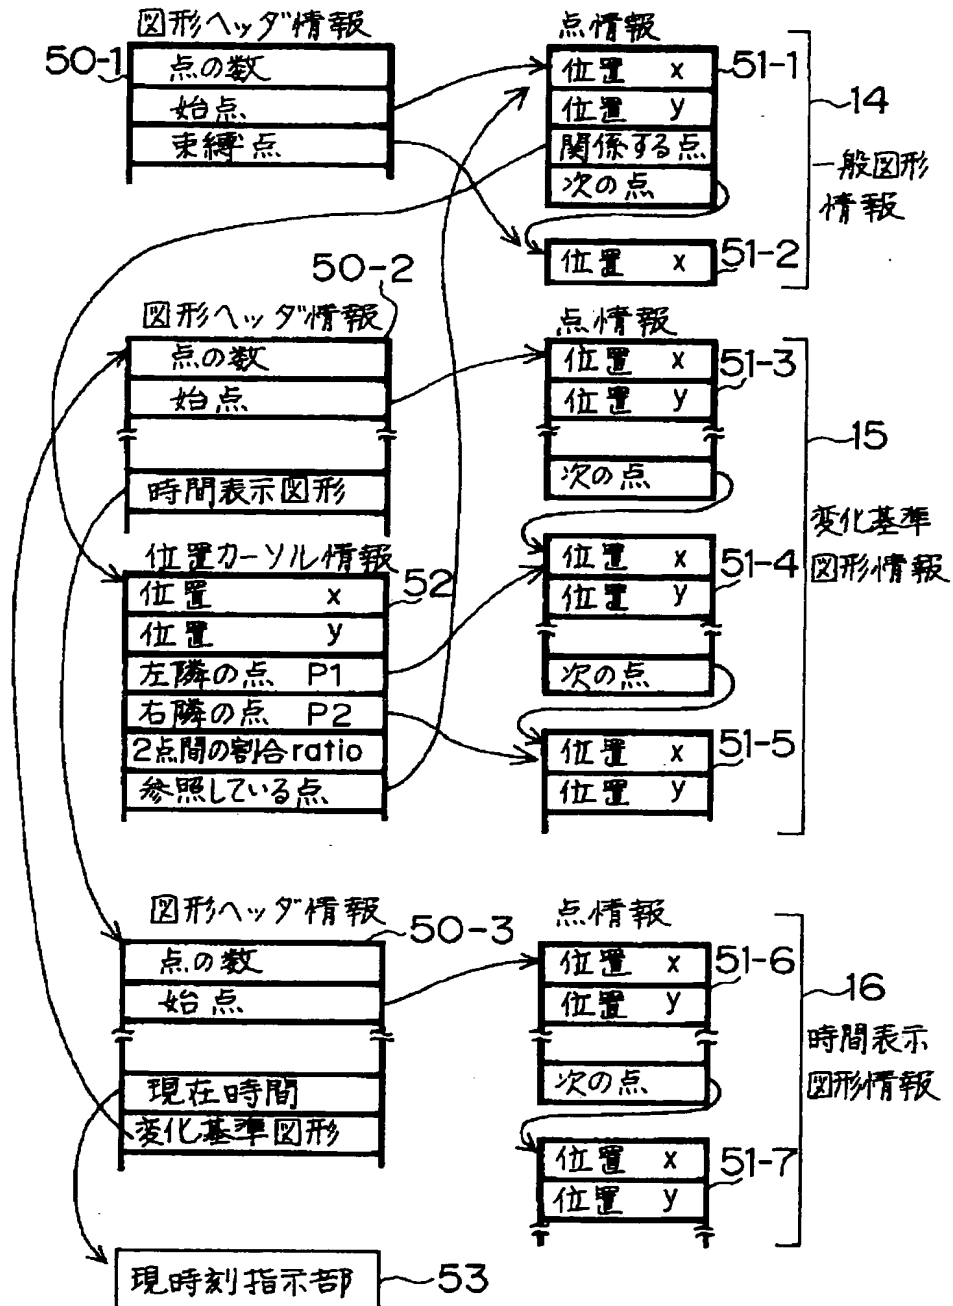 図形ヘッダ情報
50-1
点の数
始点
束縛点
点情報
位置 x
51-1
位置 y
関係する点
次の点
位置 x
51-2
14
一般図形
情報
50-2
図形ヘッダ情報
点の数
始点
時間表示図形
位置カーソル情報
52
位置 x
位置 y
左隣の点 P1
右隣の点 P2
2点間の割合ratio
参照している点
点情報
位置 x
51-3
位置 y
次の点
位置 x
51-4
位置 y
次の点
位置 x
51-5
位置 y
15
変化基準
図形情報
図形ヘッダ情報
50-3
点の数
始点
現在時間
変化基準図形
点情報
位置 x
51-6
位置 y
次の点
位置 x
51-7
位置 y
16
時間表示
図形情報
現時刻指示部
53